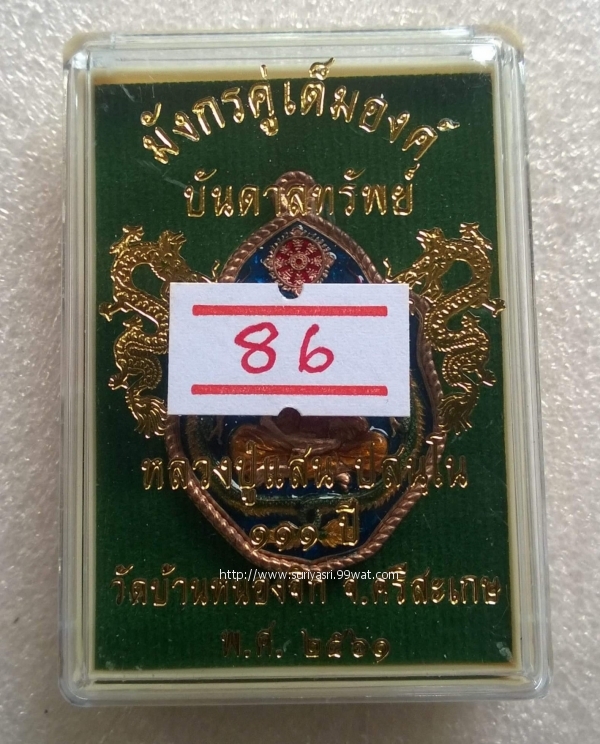 มังกรคู่เต็มองค์
บันดาลทรัพย์
86
หลวงปู่แสน ปสนฺโน
๑๑๑ ปี
http://www.suriyasri.99wat.com
วัดบ้านหนองจิก จ.ศรีสะเกษ
พ.ศ. ๒๕๖๑